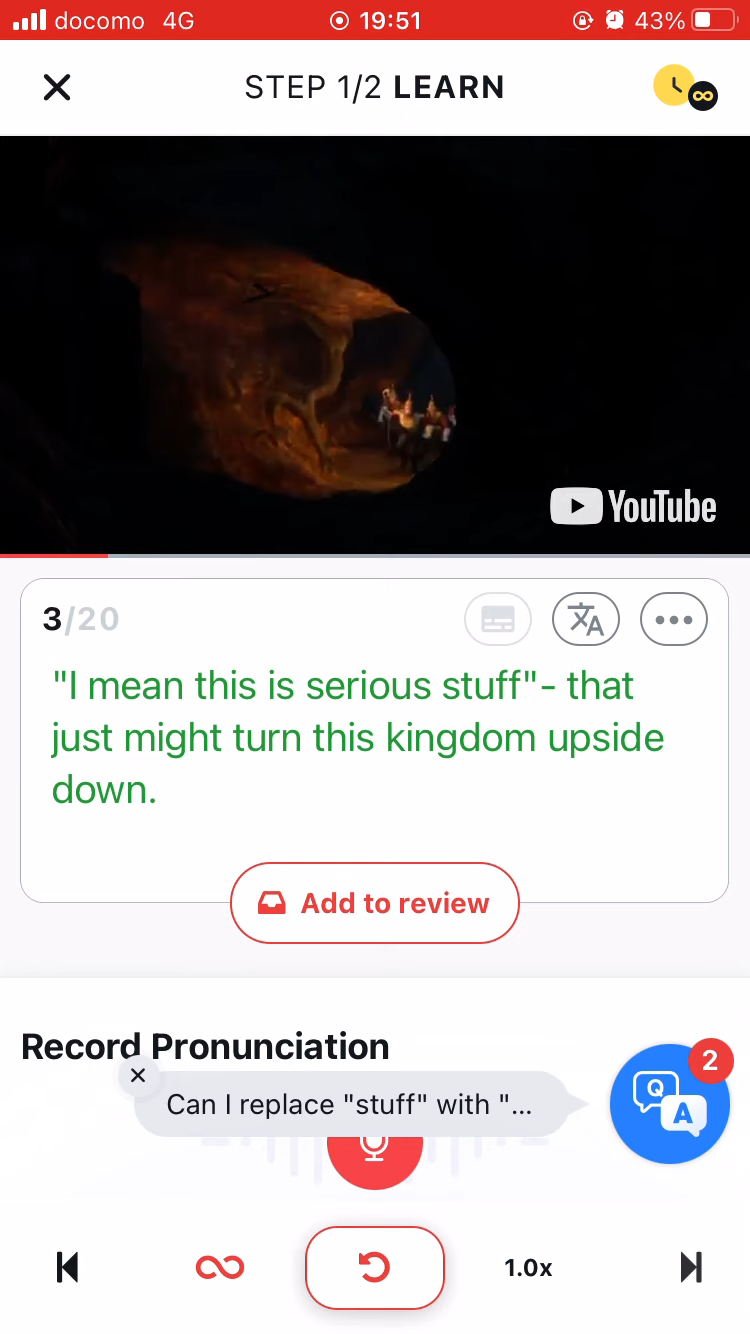 docomo 4G 19:51 43%
STEP 1/2 LEARN
YouTube
3/20
"I mean this is serious stuff"- that
just might turn this kingdom upside
down.
Add to review
Record Pronunciation
2
Can I replace "stuff" with "...
Q
A
1.0x